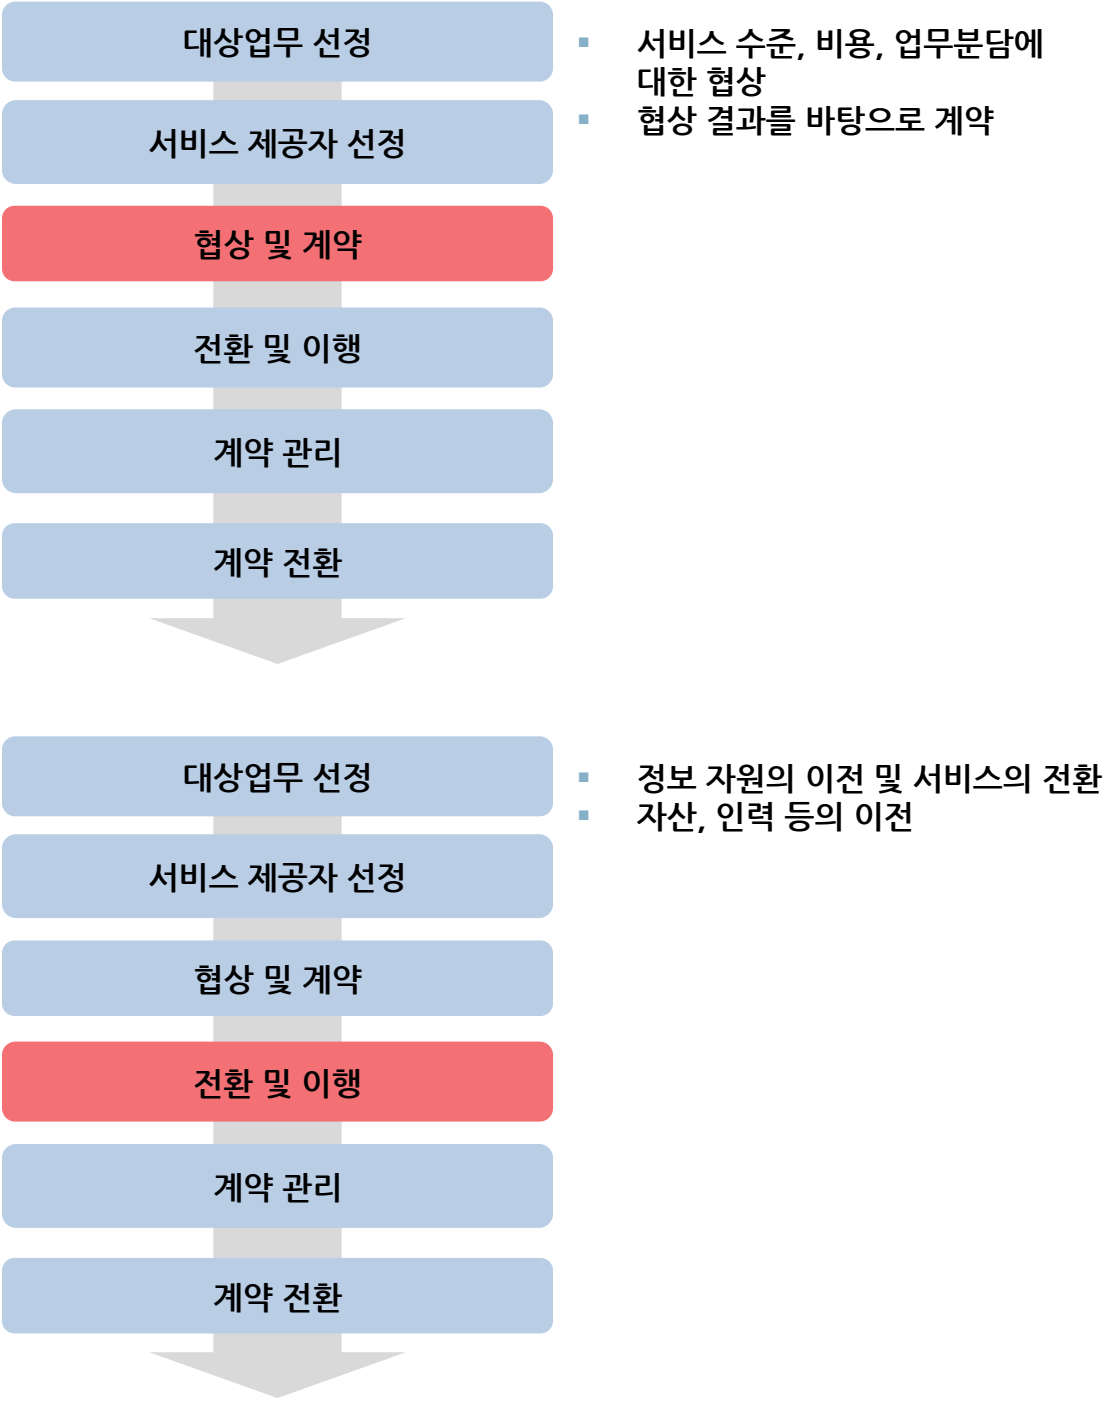 대상업무 선정
서비스 제공자 선정
협상 및 계약
전환 및 이행
계약 관리
계약 전환
▪ 서비스 수준, 비용, 업무분담에
대한 협상
▪ 협상 결과를 바탕으로 계약
대상업무 선정
서비스 제공자 선정
협상 및 계약
전환 및 이행
계약 관리
계약 전환
▪ 정보 자원의 이전 및 서비스의 전환
▪ 자산, 인력 등의 이전